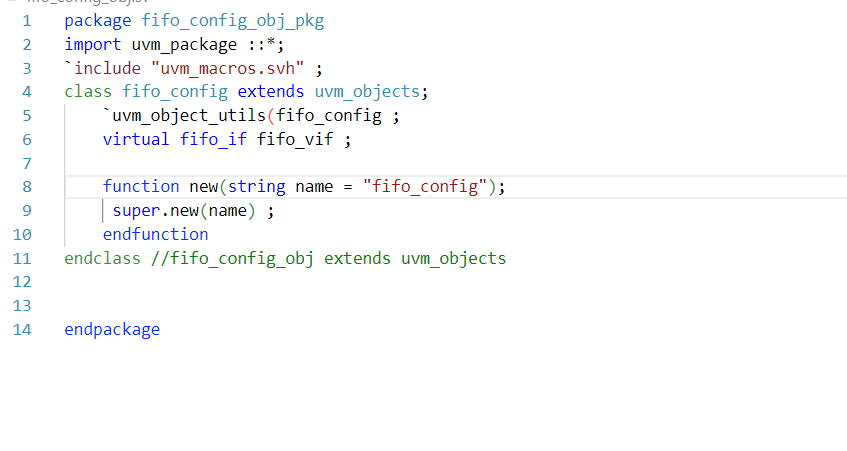 1 package fifo_config_obj_pkg
2 import uvm_package ::*;
3 `include "uvm_macros.svh" ;
4 class fifo_config extends uvm_objects;
5 `uvm_object_utils(fifo_config ;
6 virtual fifo_if fifo_vif ;
7
8 function new(string name = "fifo_config");
9 super.new(name) ;
10 endfunction
11 endclass //fifo_config_obj extends uvm_objects
12
13
14 endpackage